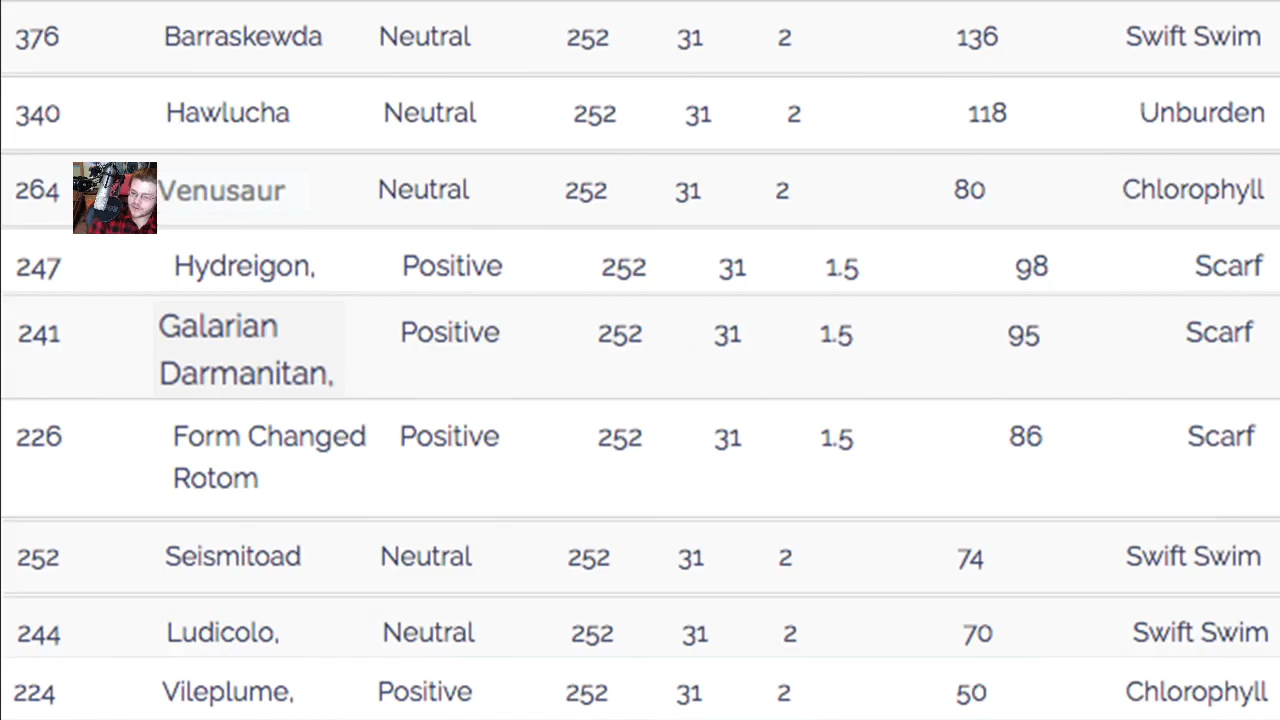 376 Barraskewda Neutral 252 31 2 136 Swift Swim
340 Hawlucha Neutral 252 31 2 118 Unburden
264 Venusaur Neutral 252 31 2 80 Chlorophyll
247 Hydreigon, Positive 252 31 1.5 98 Scarf
241 Galarian Darmanitan, Positive 252 31 1.5 95 Scarf
226 Form Changed Rotom Positive 252 31 1.5 86 Scarf
252 Seismitoad Neutral 252 31 2 74 Swift Swim
244 Ludicolo, Neutral 252 31 2 70 Swift Swim
224 Vileplume, Positive 252 31 2 50 Chlorophyll